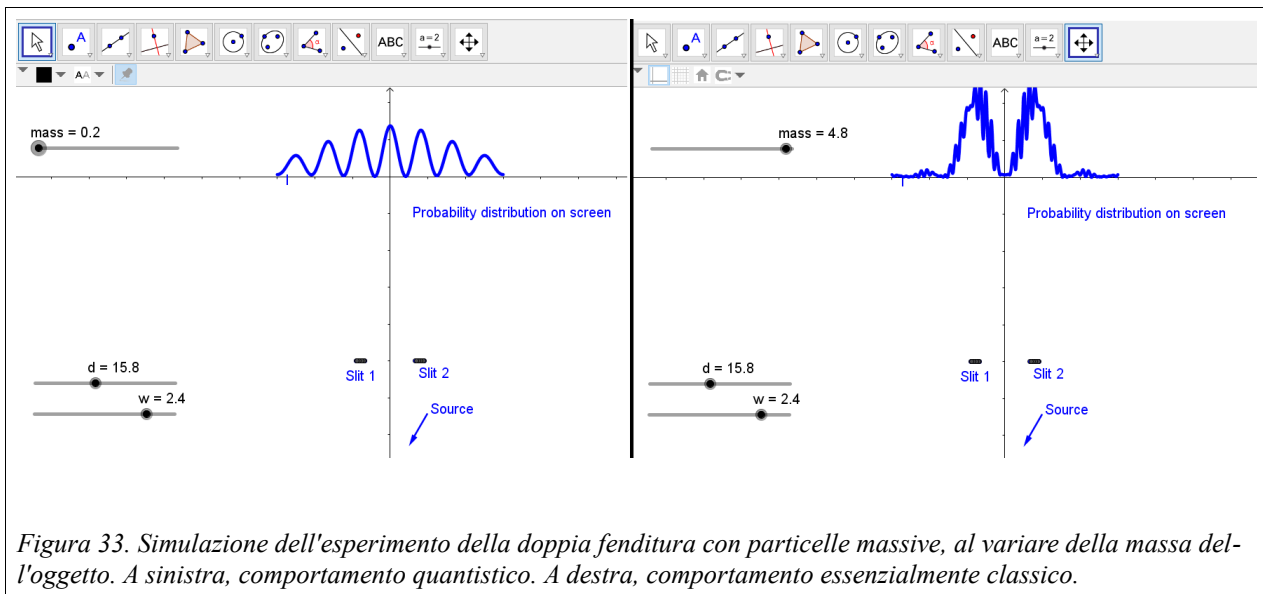 A
α
ABC
a=2
AA
mass = 0.2
Probability distribution on screen
d = 15.8
w = 2.4
Slit 1
Slit 2
Source
A
α
ABC
a=2
mass = 4.8
Probability distribution on screen
d = 15.8
w = 2.4
Slit 1
Slit 2
Source
Figura 33. Simulazione dell'esperimento della doppia fenditura con particelle massive, al variare della massa del-
l'oggetto. A sinistra, comportamento quantistico. A destra, comportamento essenzialmente classico.